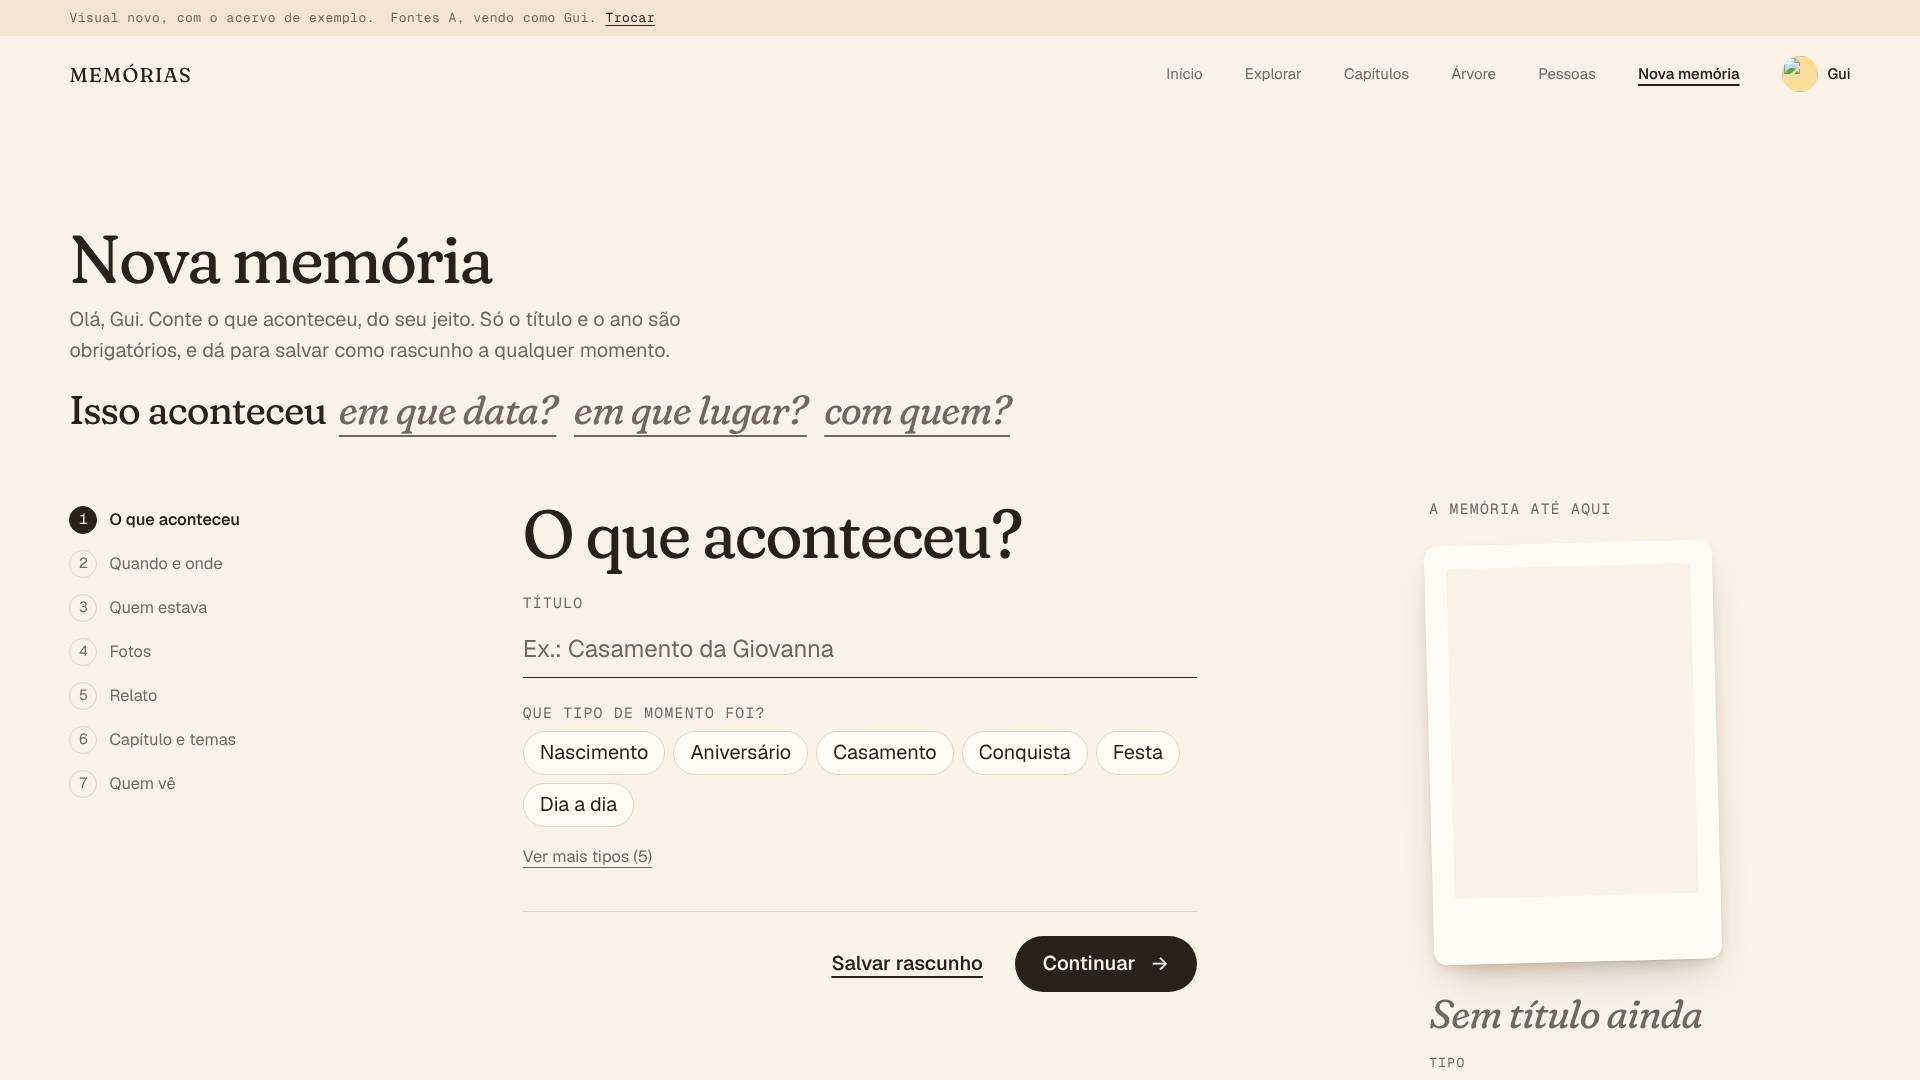 Visual novo, com o acervo de exemplo. Fontes A, vendo como Gui. Trocar
MEMÓRIAS
Início Explorar Capítulos Árvore Pessoas Nova memória Gui
Nova memória
Olá, Gui. Conte o que aconteceu, do seu jeito. Só o título e o ano são
obrigatórios, e dá para salvar como rascunho a qualquer momento.
Isso aconteceu em que data? em que lugar? com quem?
1 O que aconteceu
2 Quando e onde
3 Quem estava
4 Fotos
5 Relato
6 Capítulo e temas
7 Quem vê
O que aconteceu?
TÍTULO
Ex.: Casamento da Giovanna
QUE TIPO DE MOMENTO FOI?
Nascimento Aniversário Casamento Conquista Festa
Dia a dia
Ver mais tipos (5)
Salvar rascunho Continuar →
A MEMÓRIA ATÉ AQUI
Sem título ainda
TIPO